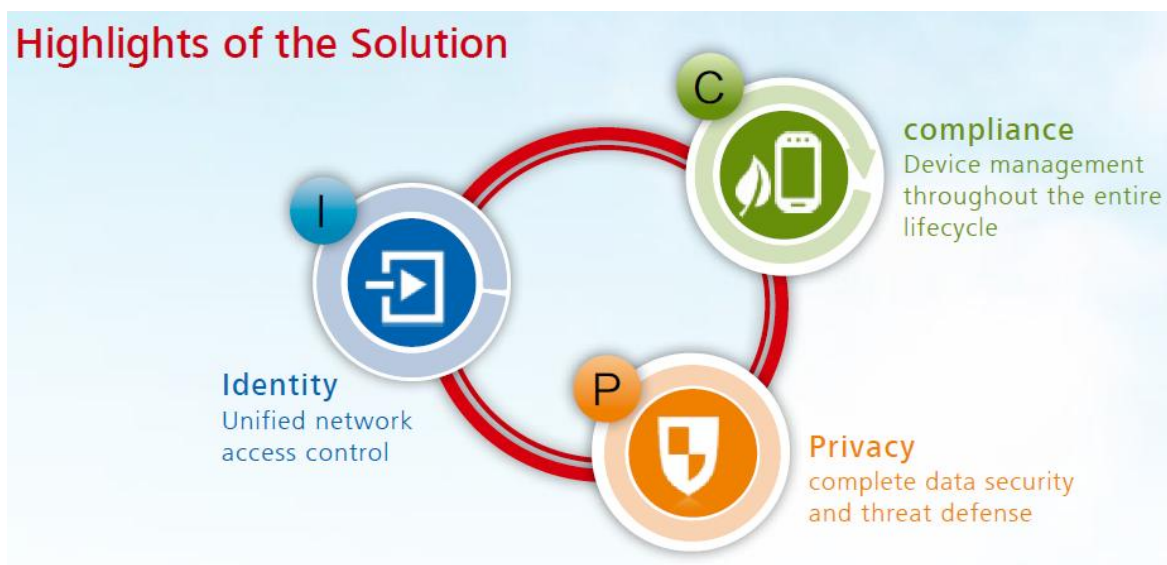 Highlights of the Solution
C
compliance
Device management
throughout the entire
lifecycle
I
Identity
Unified network
access control
P
Privacy
complete data security
and threat defense